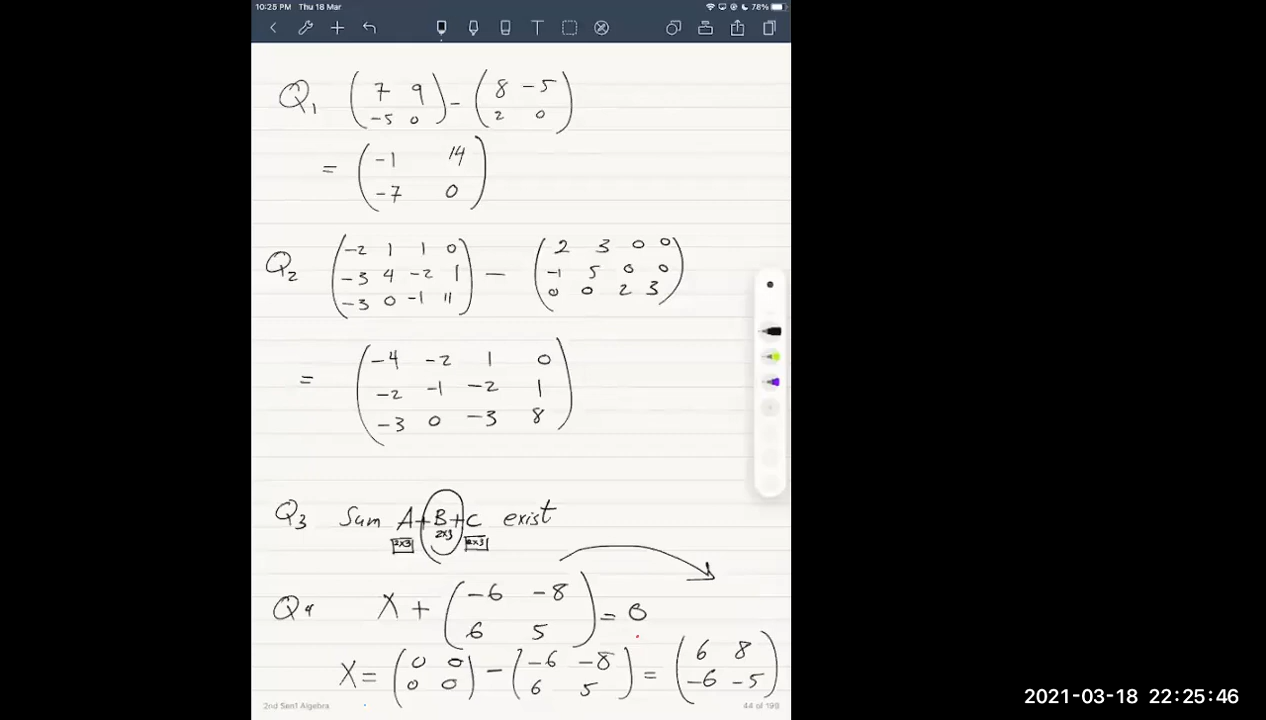 10:25 PM Thu 18 Mar 78%
Q1 ( 7 9 ) - ( 8 -5 )
-5 0 2 0
= ( -1 14 )
-7 0
Q2 ( -2 1 1 0 ) - ( 2 3 0 0 )
-3 4 -2 1 -1 5 0 0
-3 0 -1 11 0 0 2 3
= ( -4 -2 1 0 )
-2 -1 -2 1
-3 0 -3 8
Q3 Sum A+B+C exist
2x3 2x3 2x3
Q4 X + ( -6 -8 ) = 0
6 5
X = ( 0 0 ) - ( -6 -8 ) = ( 6 8 )
0 0 6 5 -6 -5
2nd Sem1 Algebra 44 of 199
2021-03-18 22:25:46